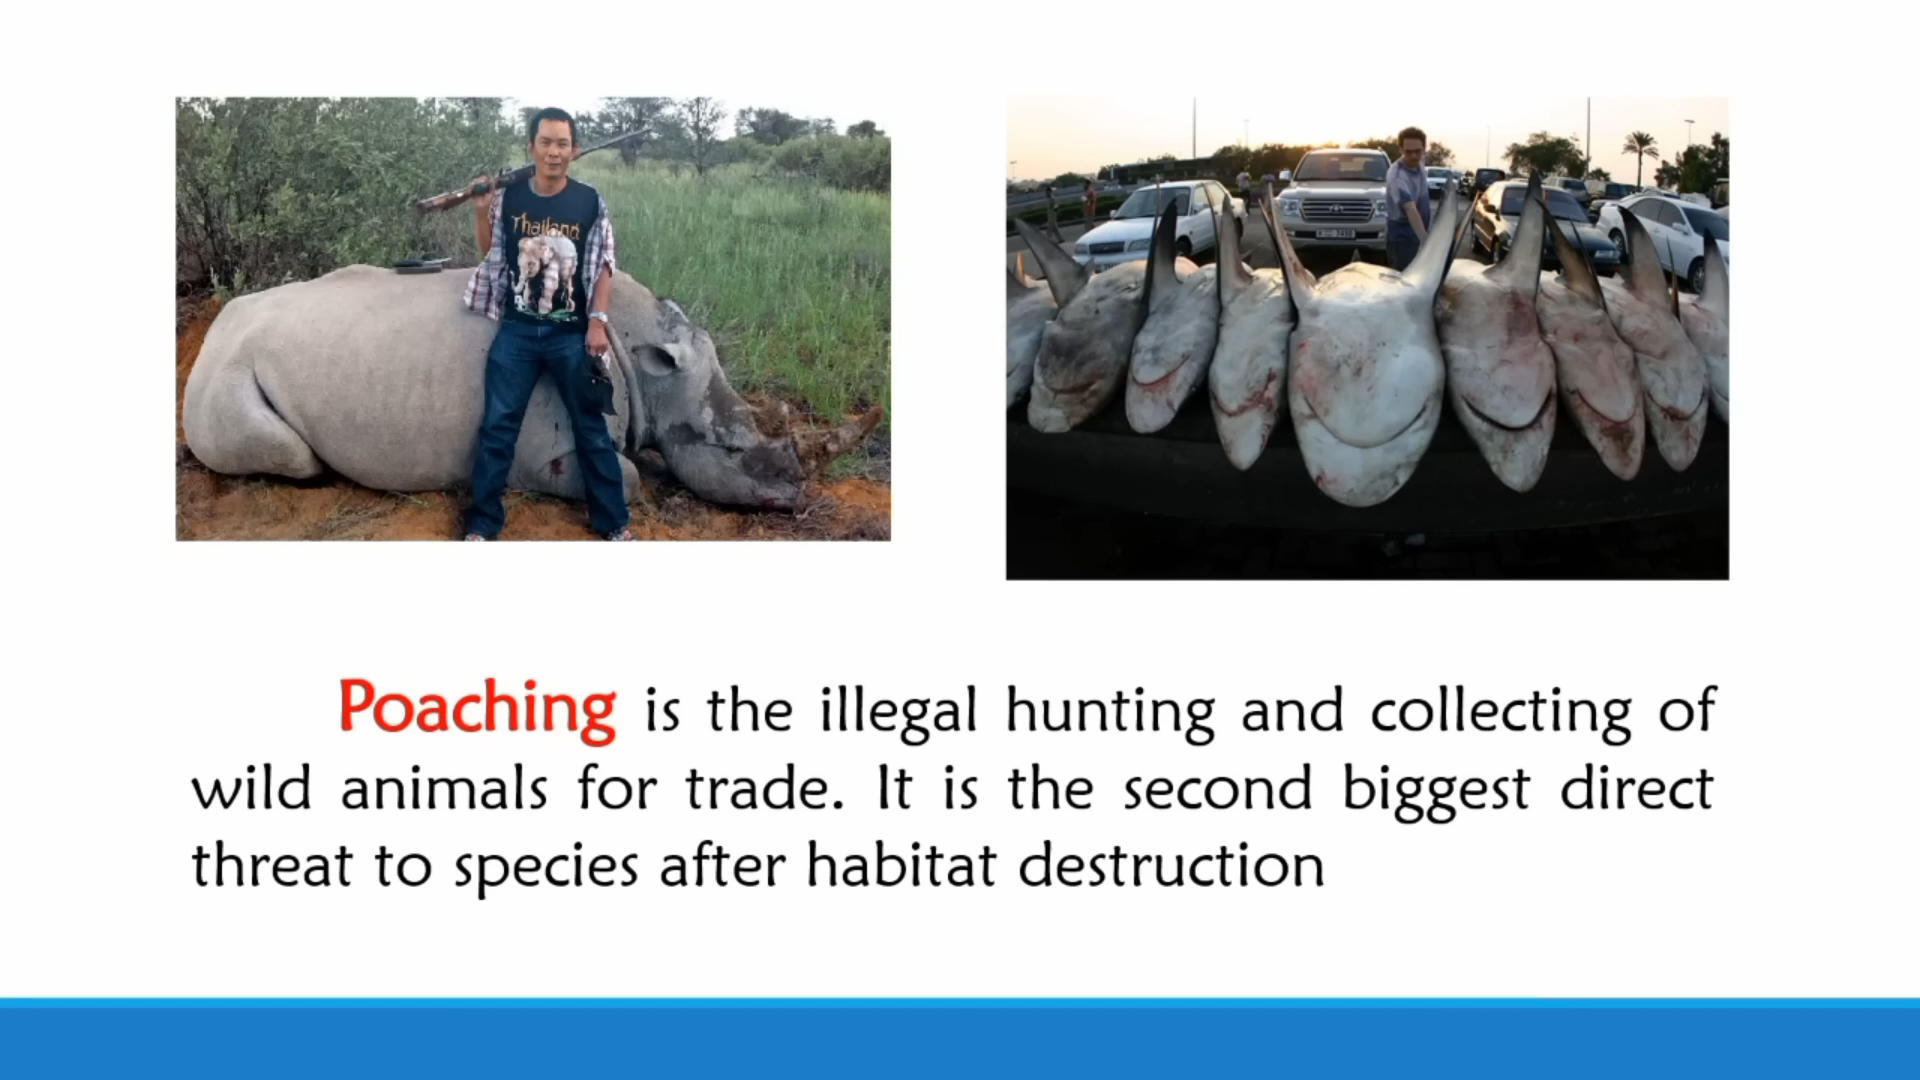 Thailand
Poaching is the illegal hunting and collecting of
wild animals for trade. It is the second biggest direct
threat to species after habitat destruction